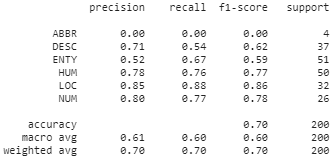 precision recall f1-score support
ABBR 0.00 0.00 0.00 4
DESC 0.71 0.54 0.62 37
ENTY 0.52 0.67 0.59 51
HUM 0.78 0.76 0.77 50
LOC 0.85 0.88 0.86 32
NUM 0.80 0.77 0.78 26
accuracy 0.70 200
macro avg 0.61 0.60 0.60 200
weighted avg 0.70 0.70 0.70 200